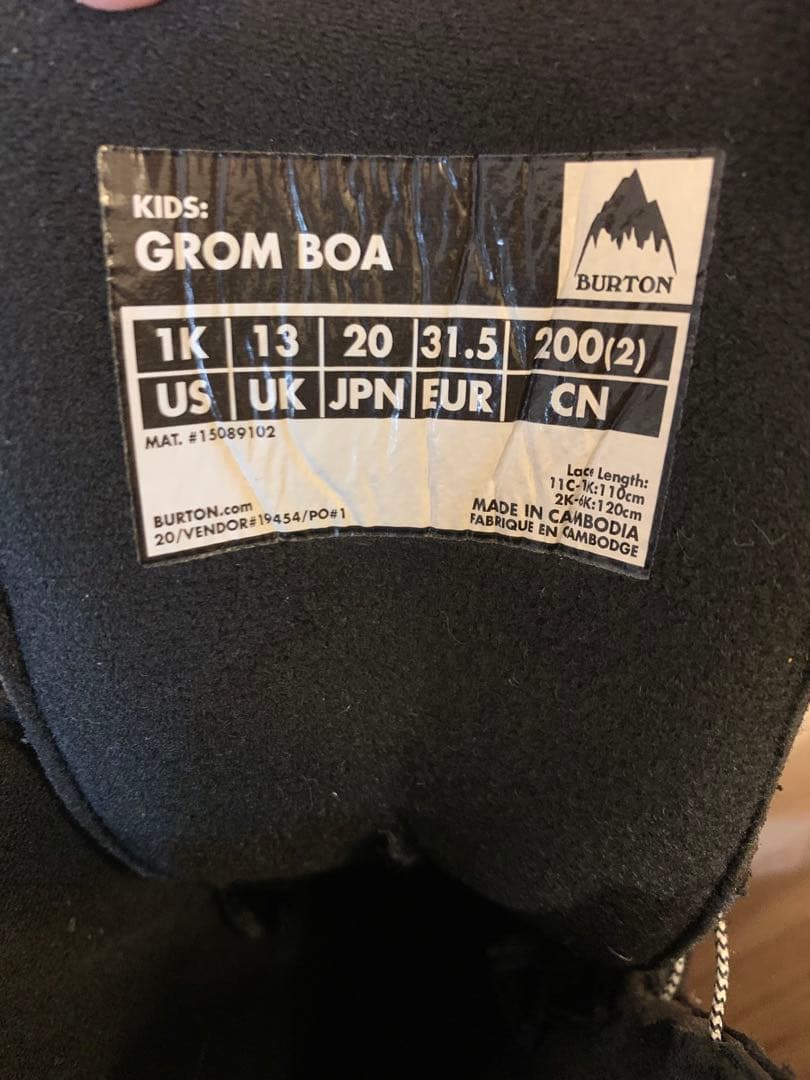 KIDS:
GROM BOA
BURTON
1K 13 20 31.5 200(2)
US UK JPN EUR CN
MAT. #15089102
Lace Length:
11C-1K:110cm
2K-6K:120cm
BURTON.com
20/VENDOR#19454/PO#1
MADE IN CAMBODIA
FABRIQUE EN CAMBODGE